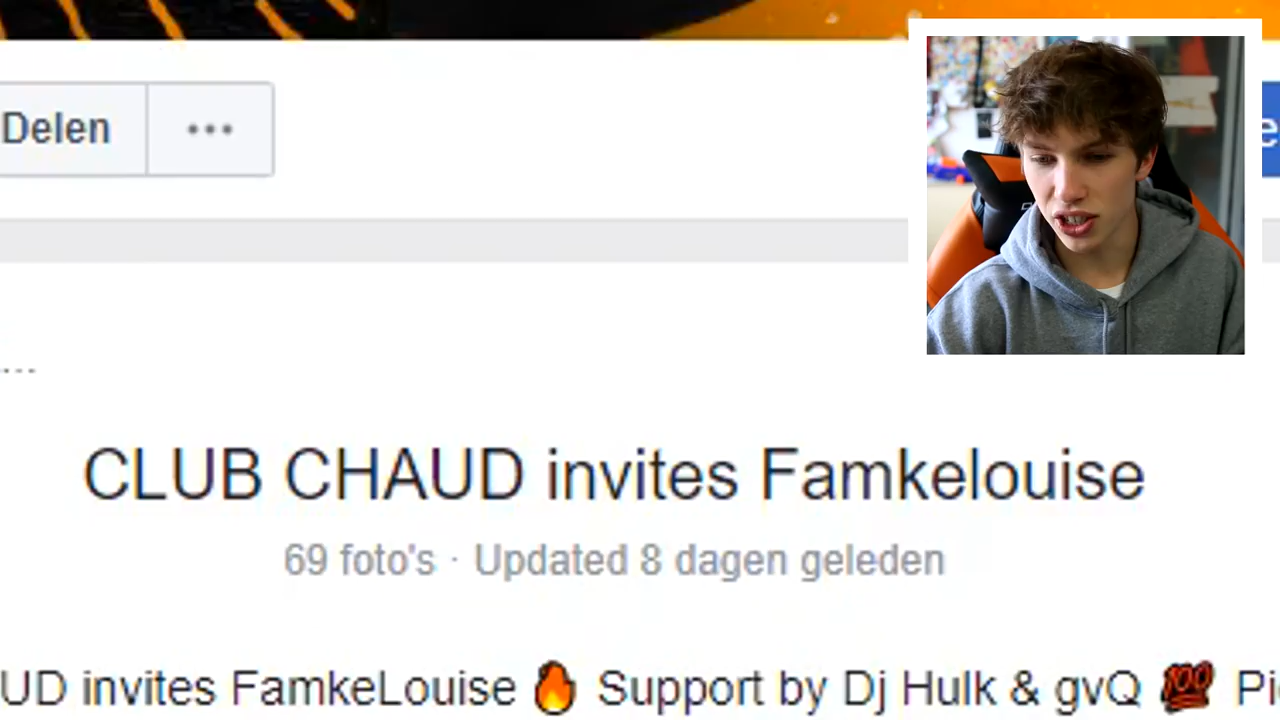 Delen
CLUB CHAUD invites Famkelouise
69 foto's · Updated 8 dagen geleden
UD invites FamkeLouise 🔥 Support by Dj Hulk & gvQ 💯 Pi